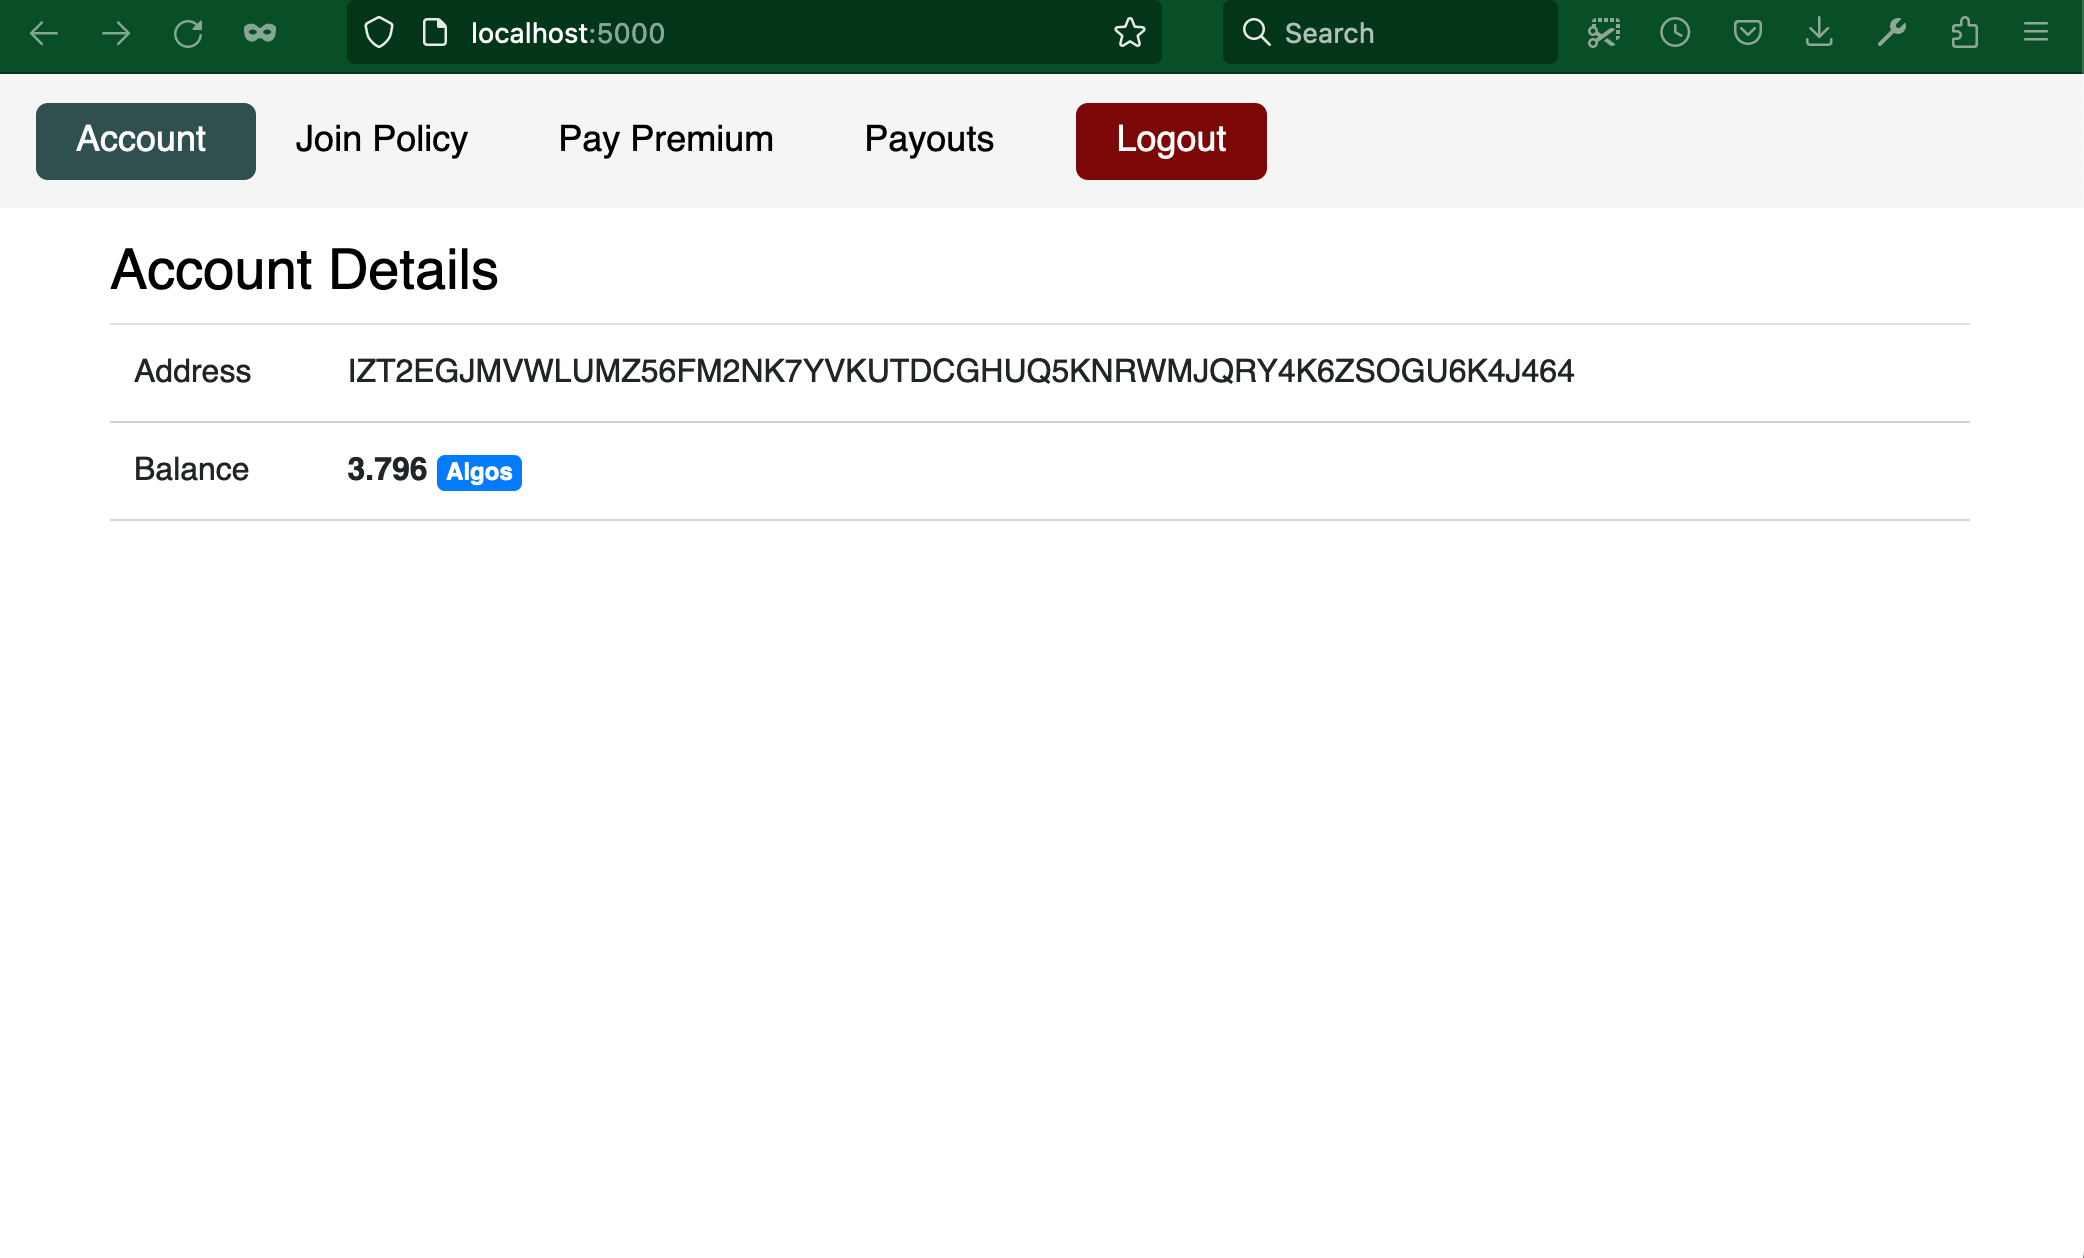 localhost:5000
Search
Account Join Policy Pay Premium Payouts Logout
Account Details
Address IZT2EGJMVWLUMZ56FM2NK7YVKUTDCGHUQ5KNRWMJQRY4K6ZSOGU6K4J464
Balance 3.796 Algos